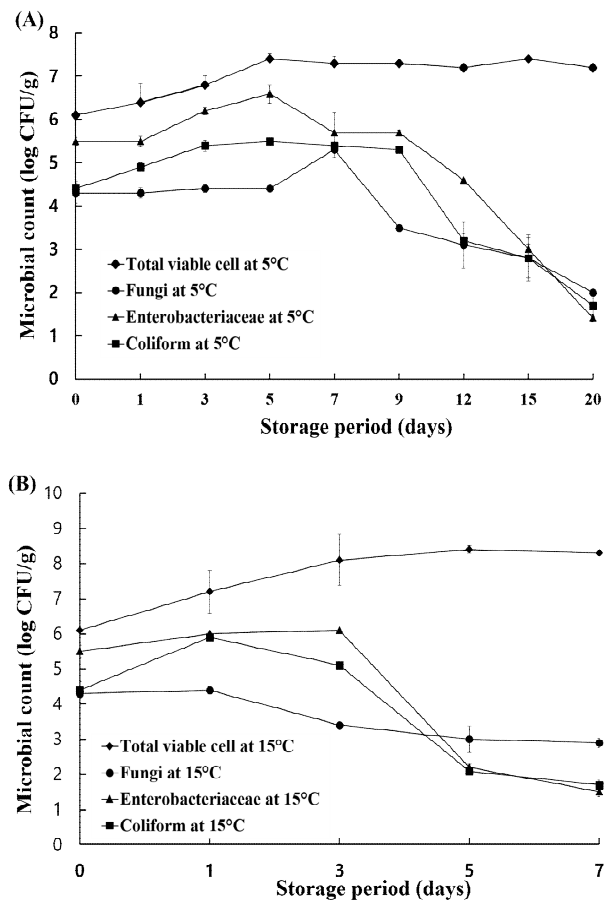 (A)
Microbial count (log CFU/g)
8
7
6
5
4
3
2
1
0
Total viable cell at 5°C
Fungi at 5°C
Enterobacteriaceae at 5°C
Coliform at 5°C
0 1 3 5 7 9 12 15 20
Storage period (days)
(B)
Microbial count (log CFU/g)
10
9
8
7
6
5
4
3
2
1
0
Total viable cell at 15°C
Fungi at 15°C
Enterobacteriaceae at 15°C
Coliform at 15°C
0 1 3 5 7
Storage period (days)